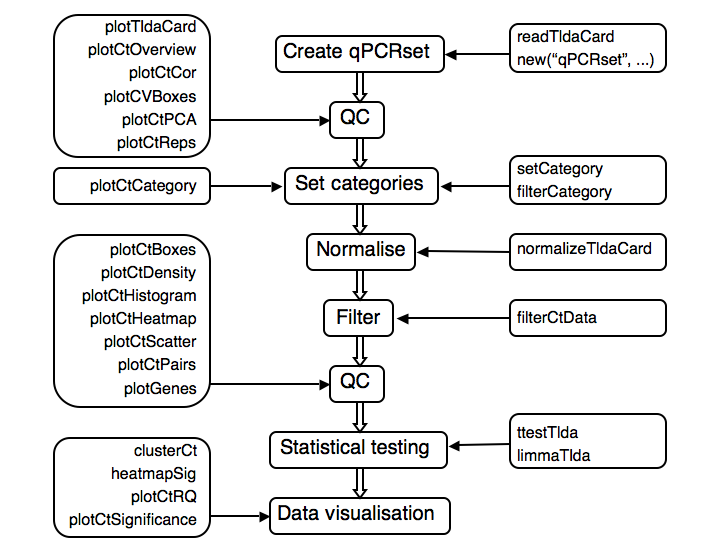 plotTldaCard
plotCtOverview
plotCtCor
plotCVBoxes
plotCtPCA
plotCtReps
Create qPCRset
readTldaCard
new(“qPCRset”, ...)
QC
plotCtCategory
Set categories
setCategory
filterCategory
Normalise
normalizeTldaCard
plotCtBoxes
plotCtDensity
plotCtHistogram
plotCtHeatmap
plotCtScatter
plotCtPairs
plotGenes
Filter
filterCtData
QC
Statistical testing
ttestTlda
limmaTlda
clusterCt
heatmapSig
plotCtRQ
plotCtSignificance
Data visualisation